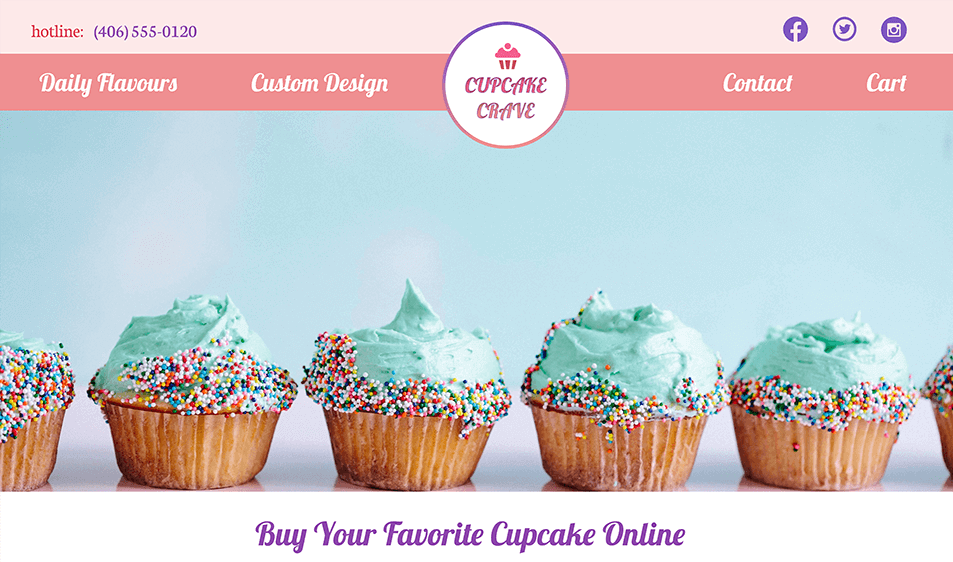 hotline: (406) 555-0120
Daily Flavours
Custom Design
CUPCAKE
CRAVE
Contact
Cart
Buy Your Favorite Cupcake Online